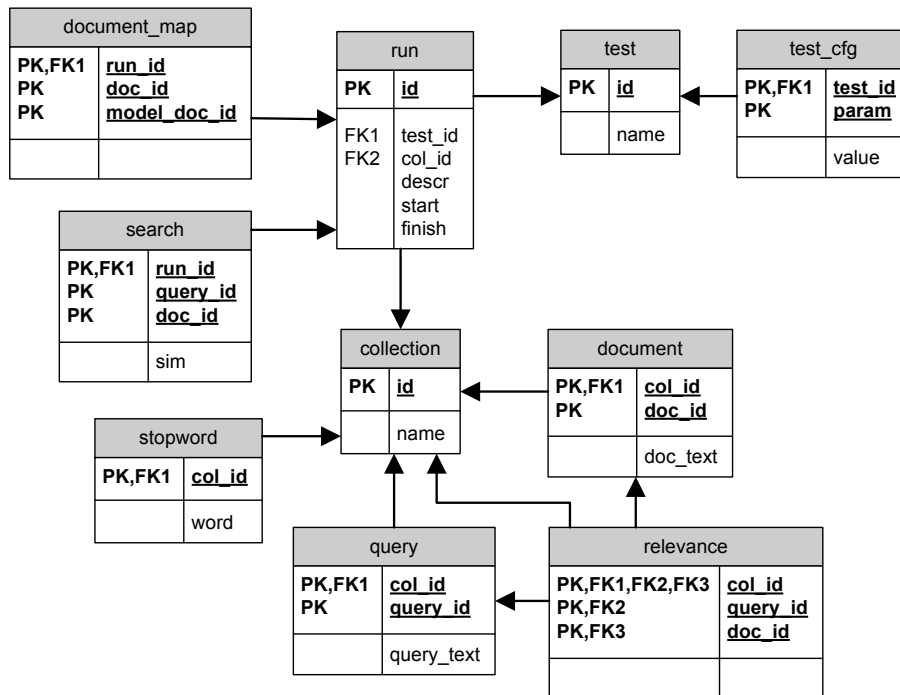 document_map
PK,FK1 run_id
PK doc_id
PK model_doc_id
run
PK id
FK1 test_id
FK2 col_id
descr
start
finish
test
PK id
name
test_cfg
PK,FK1 test_id
PK param
value
search
PK,FK1 run_id
PK query_id
PK doc_id
sim
collection
PK id
name
document
PK,FK1 col_id
PK doc_id
doc_text
stopword
PK,FK1 col_id
word
query
PK,FK1 col_id
PK query_id
query_text
relevance
PK,FK1,FK2,FK3 col_id
PK,FK2 query_id
PK,FK3 doc_id